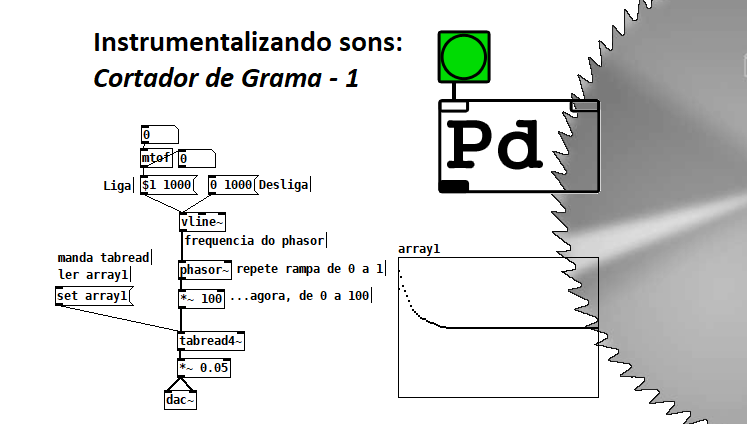 Instrumentalizando sons:
Cortador de Grama - 1
Pd
0
mtof
0
Liga
$1 1000
0 1000
Desliga
vline~
frequencia do phasor
manda tabread
ler array1
set array1
phasor~
repete rampa de 0 a 1
*~ 100
...agora, de 0 a 100
tabread4~
*~ 0.05
dac~
array1